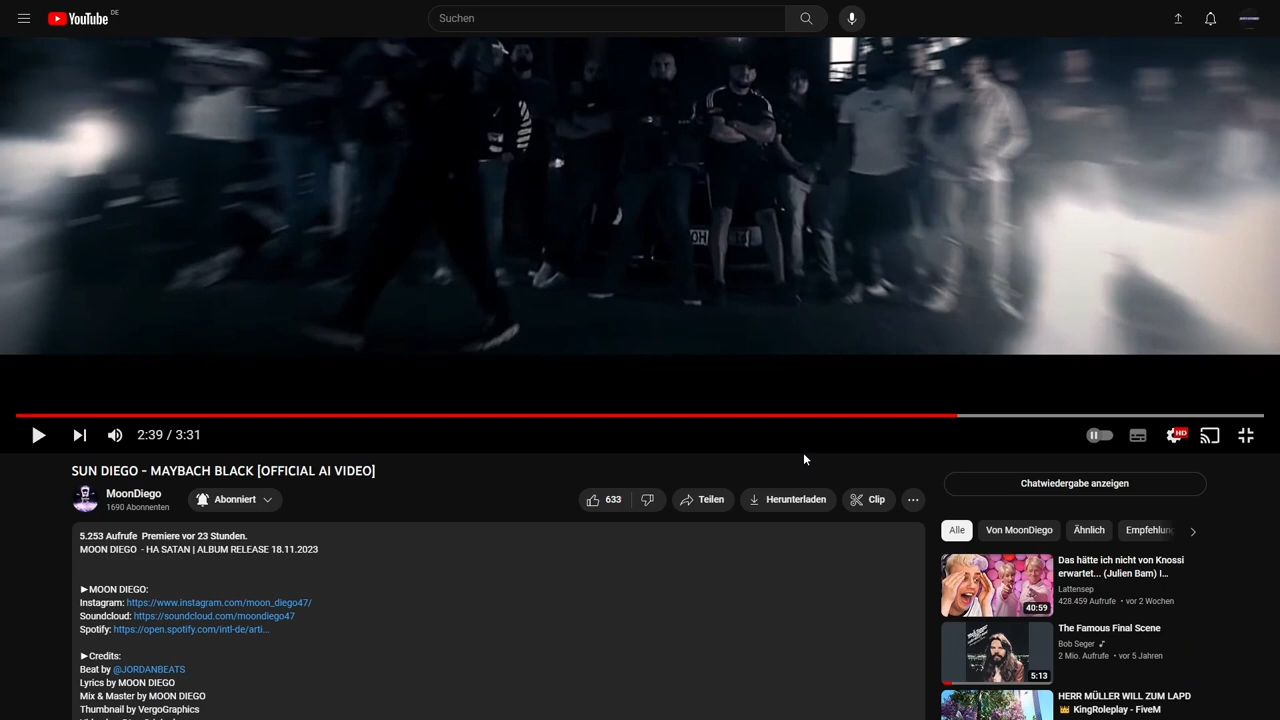 YouTube DE
Suchen
2:39 / 3:31
HD
SUN DIEGO - MAYBACH BLACK [OFFICIAL AI VIDEO]
MoonDiego
1690 Abonnenten
Abonniert
633
Teilen
Herunterladen
Clip
5.253 Aufrufe Premiere vor 23 Stunden.
MOON DIEGO - HA SATAN | ALBUM RELEASE 18.11.2023
►MOON DIEGO:
Instagram: https://www.instagram.com/moon_diego47/
Soundcloud: https://soundcloud.com/moondiego47
Spotify: https://open.spotify.com/intl-de/arti...
►Credits:
Beat by @JORDANBEATS
Lyrics by MOON DIEGO
Mix & Master by MOON DIEGO
Thumbnail by VergoGraphics
Chatwiedergabe anzeigen
Alle
Von MoonDiego
Ähnlich
Empfehlun
Das hätte ich nicht von Knossi
erwartet... (Julien Bam) I...
Lattensep
428.459 Aufrufe • vor 2 Wochen
40:59
The Famous Final Scene
Bob Seger
2 Mio. Aufrufe • vor 5 Jahren
5:13
HERR MÜLLER WILL ZUM LAPD
👑 KingRoleplay - FiveM